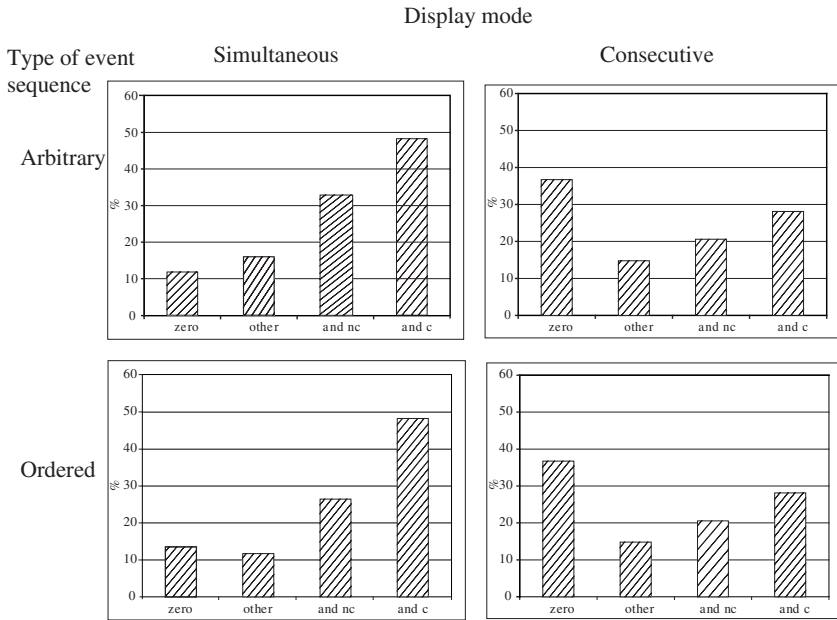 Display mode
Type of event
sequence
Simultaneous
Consecutive
Arbitrary
60
50
40
30
20
10
0
%
zero other and nc and c
60
50
40
30
20
10
0
%
zero other and nc and c
Ordered
60
50
40
30
20
10
0
%
zero other and nc and c
60
50
40
30
20
10
0
%
zero other and nc and c